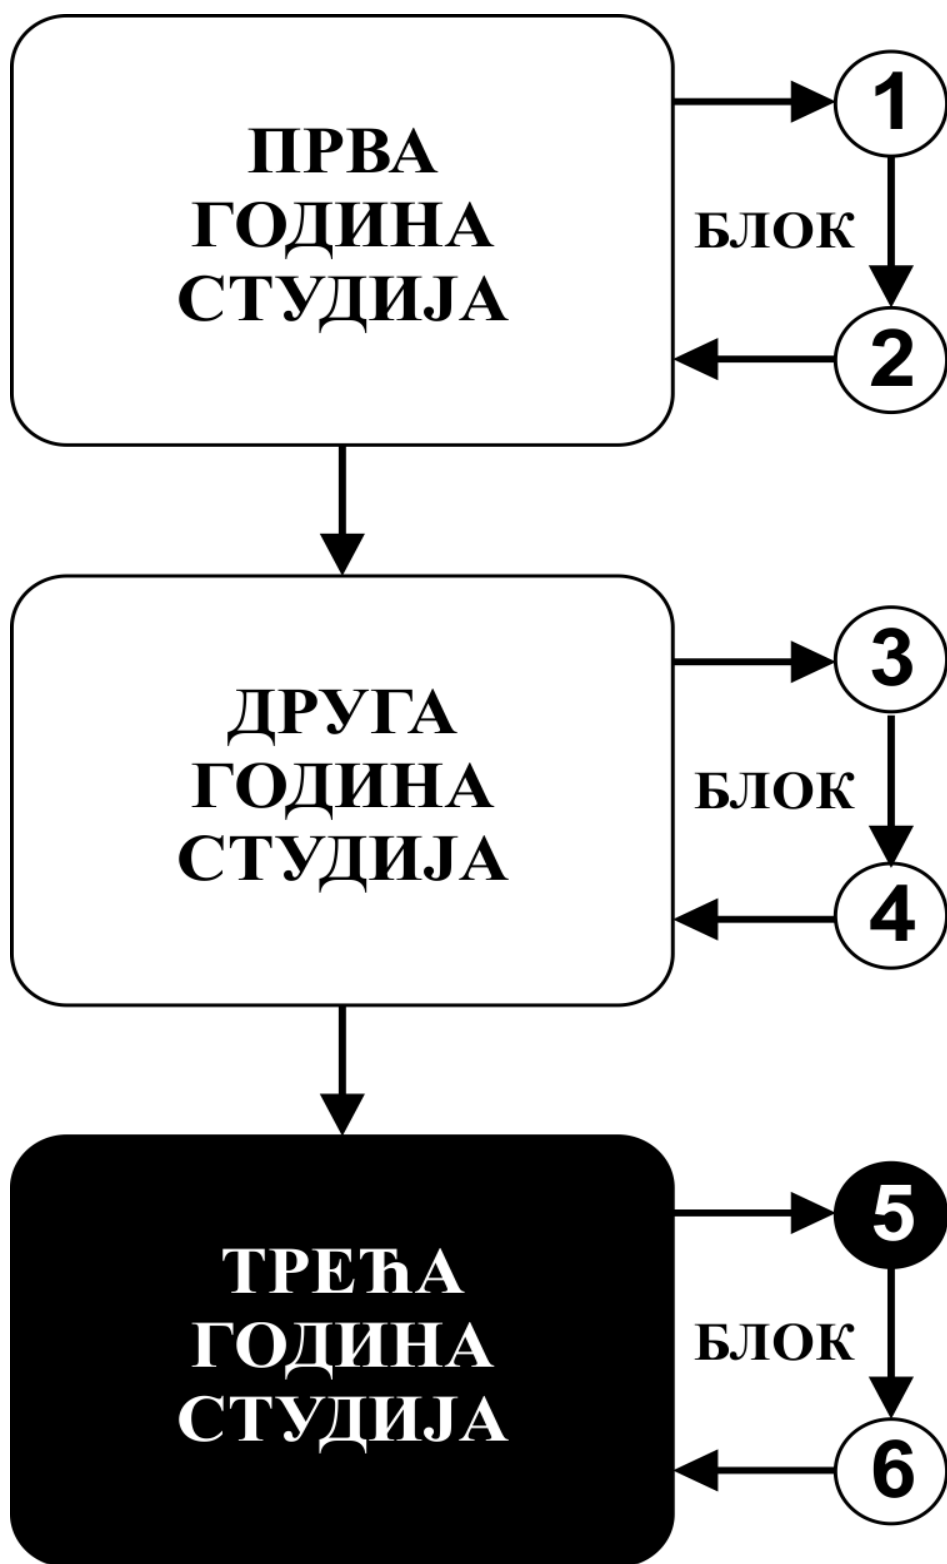 ПРВА
ГОДИНА
СТУДИЈА
1
БЛОК
2
ДРУГА
ГОДИНА
СТУДИЈА
3
БЛОК
4
ТРЕЋА
ГОДИНА
СТУДИЈА
5
БЛОК
6